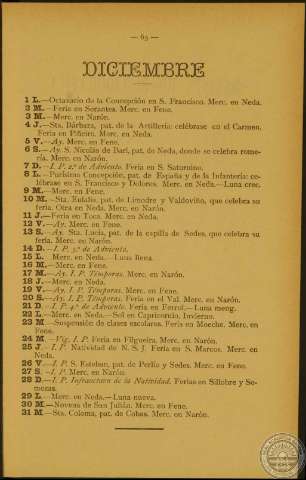 — 65 —
DICIEMBRE
1 L.—Octavario de la Concepción en S. Francisco. Merc. en Neda.
2 M.—Feria en Serantes. Merc. en Fene.
3 M.—Merc. en Narón.
4 J.—Sta. Bárbara, pat. de la Artillería: celébrase en el Carmen.
Feria en Piñeiro. Merc. en Neda.
5 V.—Ay. Merc. en Fene.
6 S.—Ay. S. Nicolás de Bari, pat. de Neda, donde se celebra rome-
ría. Merc. en Narón.
7 D.—I. P. 2.º de Adviento. Feria en S. Saturnino.
8 L.—Purísima Concepción, pat. de España y de la Infantería: ce-
lébrase en S. Francisco y Dolores. Merc. en Neda.—Luna crec.
9 M.—Merc. en Fene.
10 M.—Sta. Eulalia, pat. de Limodre y Valdoviño, que celebra su
feria. Otra en Neda. Merc. en Narón.
11 J.—Feria en Merc. en Neda.
12 V.—Ay. Merc. en Fene.
13 S.—Ay. Sta. Lucía, pat. de la capilla de Sedes, que celebra su
feria. Merc. en Narón.
14 D.—I. P. 3.º de Adviento.
15 L. Merc. en Neda.—Luna llena.
16 M.—Merc. en Fene.
17 M.—Ay. I. P. Témporas. Merc. en Narón.
18 J.—Merc. en Neda.
19 V.—Ay. I. P. Témporas. Merc. en Fene.
20 S.—Ay. I. P. Témporas. Feria en el Val. Merc. en Narón.
21 D.—I. P. 4.º de Adviento. Feria en Ferrol.—Luna meng.
22 L.—Merc. en Neda.—Sol en Capricornio, Invierno.
23 M—Suspensión de clases escolares. Feria en Moeche. Merc. en
Fene.
24 M.—Vig. I. P. Feria en Filgueira. Merc. en Narón.
25 J.—I. P. Natividad de N. S. J. Feria en S. Marcos. Merc. en
Neda.
26 V.—I. P. S. Esteban, pat. de Perlío y Sedes. Merc. en Fene.
27 S.—I. P. Merc. en Narón.
28 D.—I. P. Infraoctava de la Natividad. Ferias en Sillobre y So-
mozas.
29 L.—Merc. en Neda.—Luna nueva.
30 M—Novena de San Julián. Merc. en Fene.
31 M—Sta. Coloma, pat. de Cabas. Merc. en Narón.